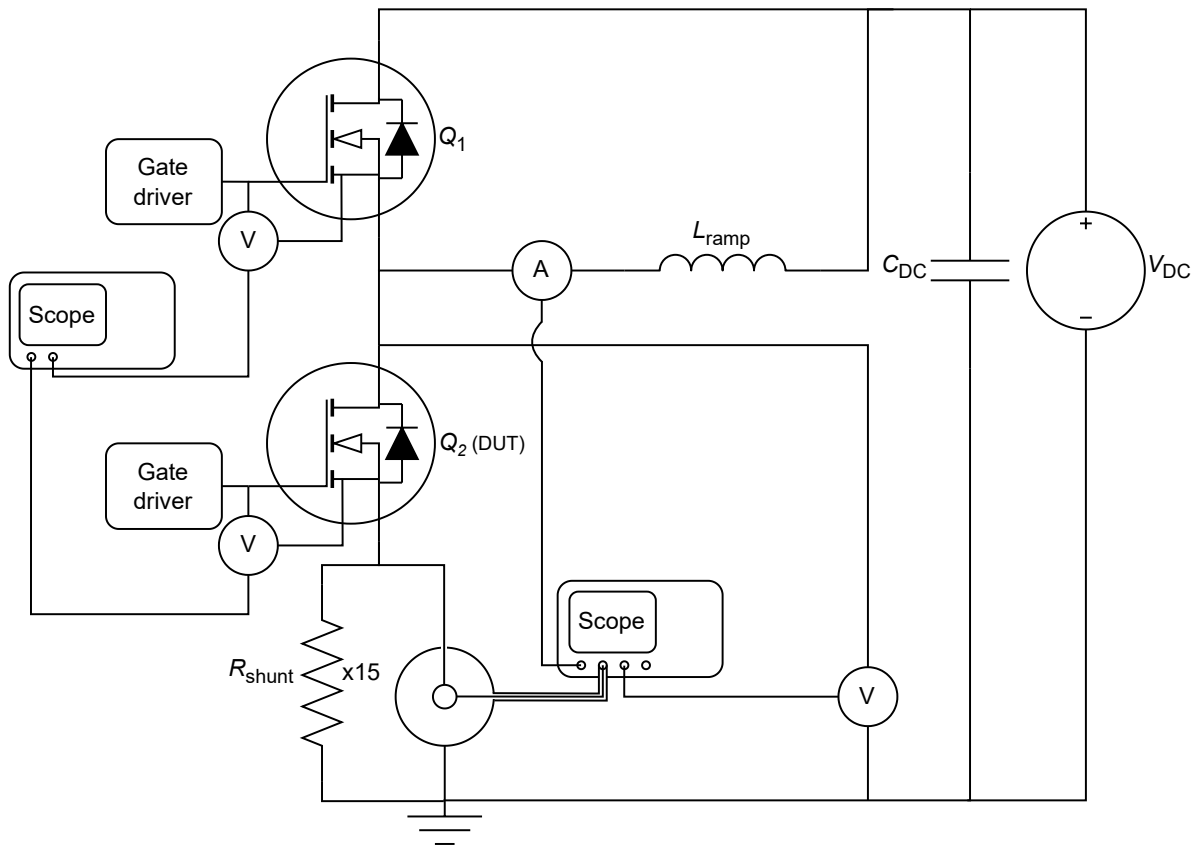 Q1
Gate
driver
V
Lramp
A
CDC
+
−
VDC
Scope
Q2 (DUT)
Gate
driver
V
Scope
Rshunt
x15
V